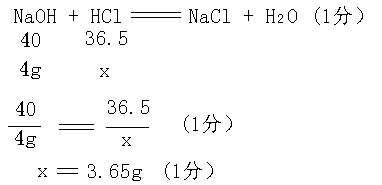 NaOH + HCl ══ NaCl + H₂O (1分)
40 36.5
4g x
40/4g ══ 36.5/x (1分)
x ══ 3.65g (1分)